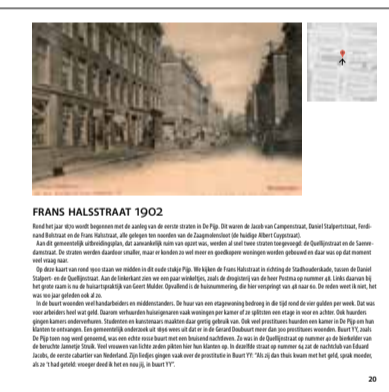 FRANS HALSSTRAAT 1902
Rond het jaar 1870 wordt begonnen met de aanleg van de eerste straten in De Pijp. Dit waren de Jacob van Campenstraat, Daniel Stalpertstraat, Ferdi-
nand Bolstraat en de Frans Halsstraat, alle gelegen ten noorden van de Zaagmolensloot (de huidige Albert Cuypstraat).
Aan dit gemeentelijk uitbreidingsplan, dat aanvankelijk ruim van opzet was, werden al snel twee straten toegevoegd: de Quellijnstraat en de Saenre-
damstraat. De straten werden daardoor smaller, maar er konden zo wel meer en goedkopere woningen worden gebouwd en daar was op dat moment
veel vraag naar.
Op deze kaart van rond 1900 staan we midden in dit oude stukje Pijp. We kijken de Frans Halsstraat in richting de Stadhouderskade, tussen de Daniel
Stalpert- en de Quellijnstraat. Aan de linkerkant zien we een paar winkeltjes, zoals de drogisterij van de heer Postma op nummer 48. Links daarvan bij
het grote raam is nu de huisartspraktijk van Geert Mulder. Opvallend is de huisnummering, die hier verspringt van 48 naar 60. De reden weet ik niet, het
was 100 jaar geleden ook al zo.
In de buurt woonden veel handarbeiders en middenstanders. De huur van een etagewoning bedroeg in die tijd rond de vier gulden per week. Dat was
voor arbeiders heel wat geld. Daarom verhuurden huiseigenaren vaak woningen per kamer of ze splitsten een etage in voor en achter. Ook huurders
gingen kamers onderverhuren. Studenten en kunstenaars maakten daar gretig gebruik van. Ook veel prostituees huurden een kamer in De Pijp om hun
klanten te ontvangen. Een gemeentelijk onderzoek uit 1890 wees uit dat er in de Gerard Doubuurt meer dan 300 prostituees woonden. Buurt YY, zoals
De Pijp toen nog werd genoemd, was een echte rosse buurt met een bruisend nachtleven. Zo was in de Quellijnstraat op nummer 40 de bierkelder van
de beruchte Jannetje Struik. Veel vrouwen van lichte zeden pikten hier hun klanten op. In dezelfde straat op nummer 64 zat de nachtclub van Eduard
Jacobs, de eerste cabartier van Nederland. Zijn liedjes gingen vaak over de prostitutie in Buurt YY: "Als zij dan thuis kwam met het geld, sprak moeder,
als ze 't had geteld: vroeger deed ik het en nou jij, in buurt YY".
20